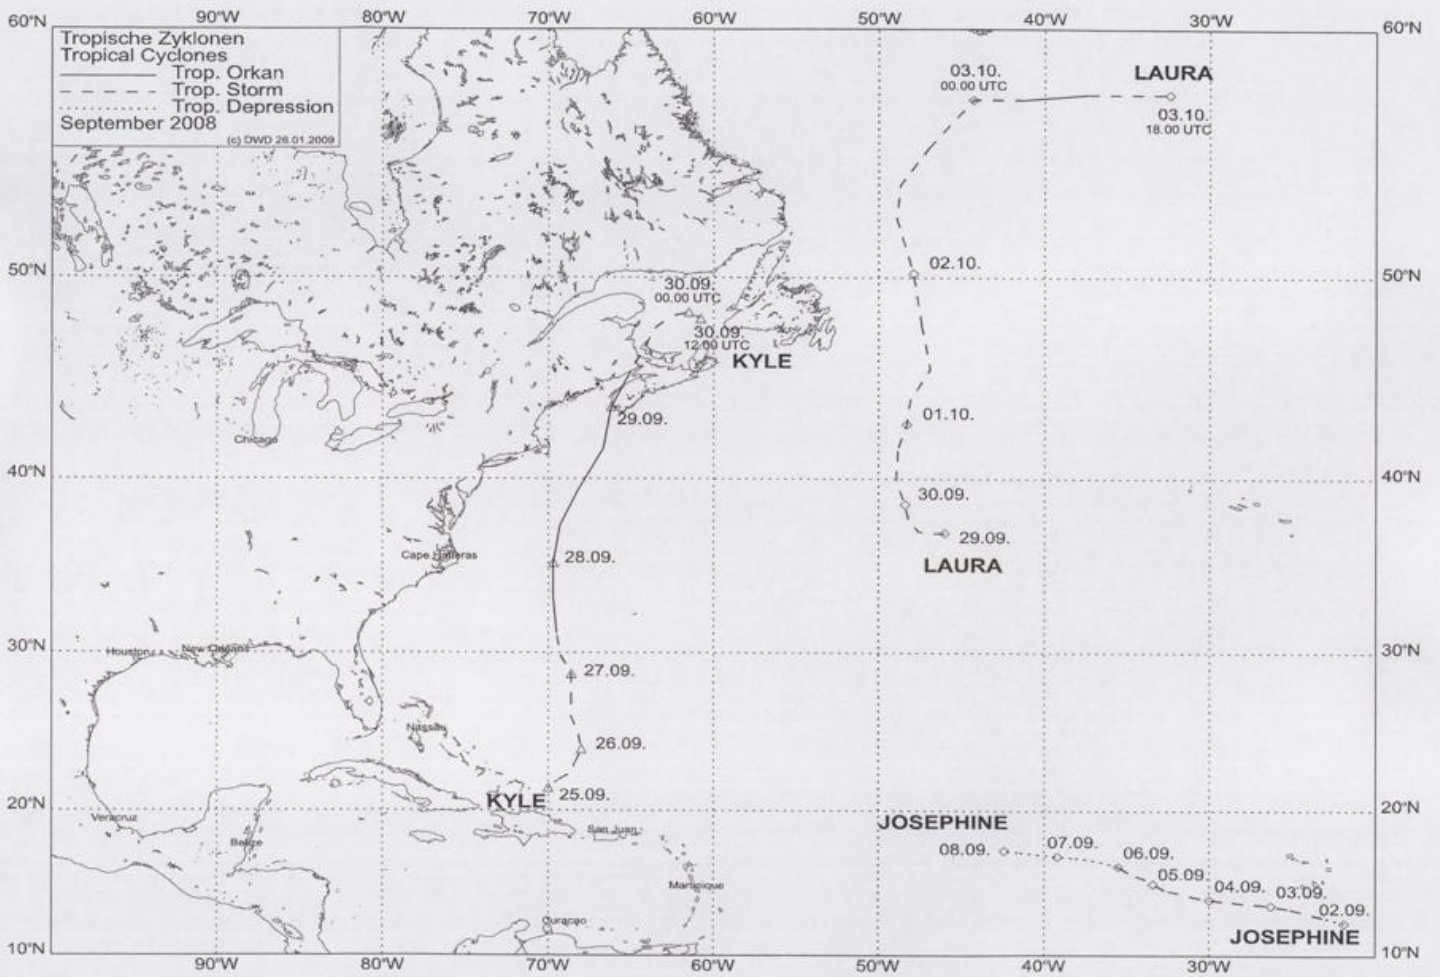 90°W 80°W 70°W 60°W 50°W 40°W 30°W
60°N 60°N
Tropische Zyklonen
Tropical Cyclones
Trop. Orkan
Trop. Storm
Trop. Depression
September 2008
(c) DWD 26.01.2009
03.10.
00.00 UTC
LAURA
03.10.
18.00 UTC
50°N 50°N
02.10.
30.09.
00.00 UTC
30.09.
12.00 UTC
KYLE
29.09.
01.10.
Chicago
40°N 40°N
30.09.
29.09.
LAURA
Cape Hatteras
28.09.
30°N 30°N
Houston
New Orleans
27.09.
Nassau
26.09.
KYLE
25.09.
20°N 20°N
Veracruz
Belize
San Juan
Martinique
Curacao
JOSEPHINE
08.09.
07.09.
06.09.
05.09.
04.09.
03.09.
02.09.
JOSEPHINE
10°N 10°N
90°W 80°W 70°W 60°W 50°W 40°W 30°W